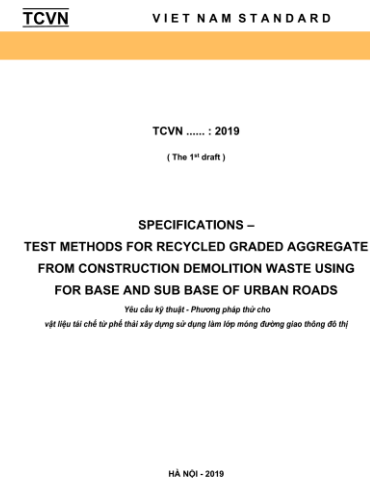 TCVN VIET NAM STANDARD
TCVN ...... : 2019
( The 1st draft )
SPECIFICATIONS –
TEST METHODS FOR RECYCLED GRADED AGGREGATE
FROM CONSTRUCTION DEMOLITION WASTE USING
FOR BASE AND SUB BASE OF URBAN ROADS
Yêu cầu kỹ thuật - Phương pháp thử cho
vật liệu tái chế từ phế thải xây dựng sử dụng làm lớp móng đường giao thông đô thị
HÀ NỘI - 2019